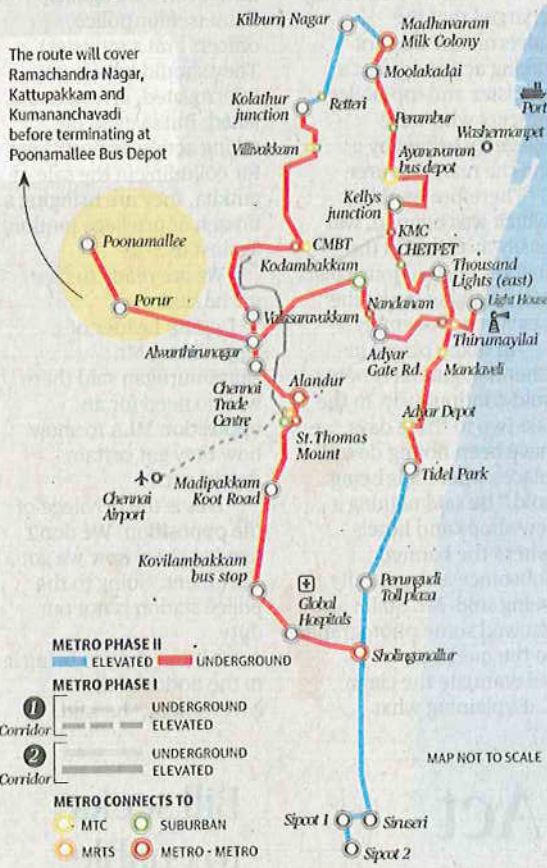 Kilburn Nagar
Madhavaram
Milk Colony
Moolakadai
The route will cover
Ramachandra Nagar,
Kattupakkam and
Kumananchavadi
before terminating at
Poonamallee Bus Depot
Kolathur
junction
Retteri
Perambur
Port
Washermanpet
Villivakkam
Ayanavaram
bus depot
Kellys
junction
KMC
CHETPET
CMBT
Kodambakkam
Thousand
Lights (east)
Poonamallee
Light House
Nandanam
Porur
Valasaravakkam
Thirumayilai
Alwarthirunagar
Adyar
Gate Rd.
Mandaveli
Chennai
Trade
Centre
Alandur
Adyar Depot
St. Thomas
Mount
Tidel Park
Chennai
Airport
Madipakkam
Koot Road
Kovilambakkam
bus stop
Perungudi
Toll plaza
Global
Hospitals
METRO PHASE II
ELEVATED UNDERGROUND
Sholinganallur
METRO PHASE I
1 UNDERGROUND
Corridor ELEVATED
2 UNDERGROUND
Corridor ELEVATED
MAP NOT TO SCALE
METRO CONNECTS TO
MTC SUBURBAN
MRTS METRO - METRO
Sipcot 1 Siruseri
Sipcot 2